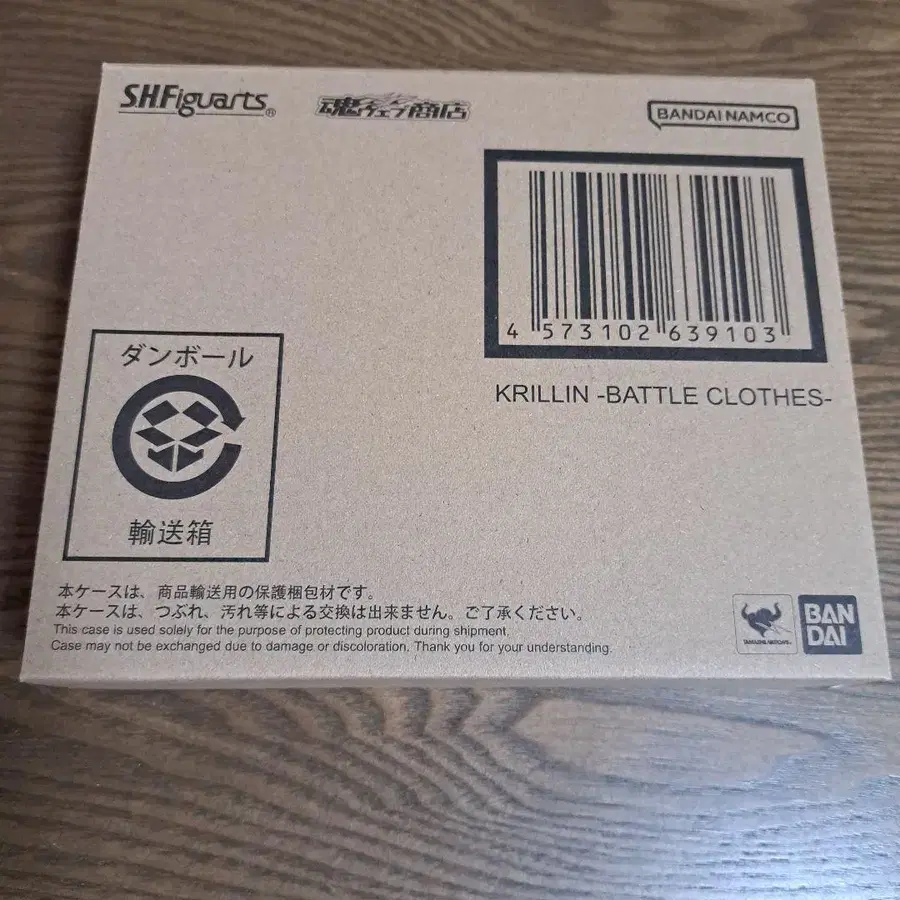 S.H.Figuarts®
魂ウェブ商店
BANDAI NAMCO
4 573102 639103
KRILLIN -BATTLE CLOTHES-
ダンボール
輸送箱
本ケースは、商品輸送用の保護梱包材です。
本ケースは、つぶれ、汚れ等による交換は出来ません。ご了承ください。
This case is used solely for the purpose of protecting product during shipment.
Case may not be exchanged due to damage or discoloration. Thank you for your understanding.
TAMASHII NATIONS
BAN
DAI